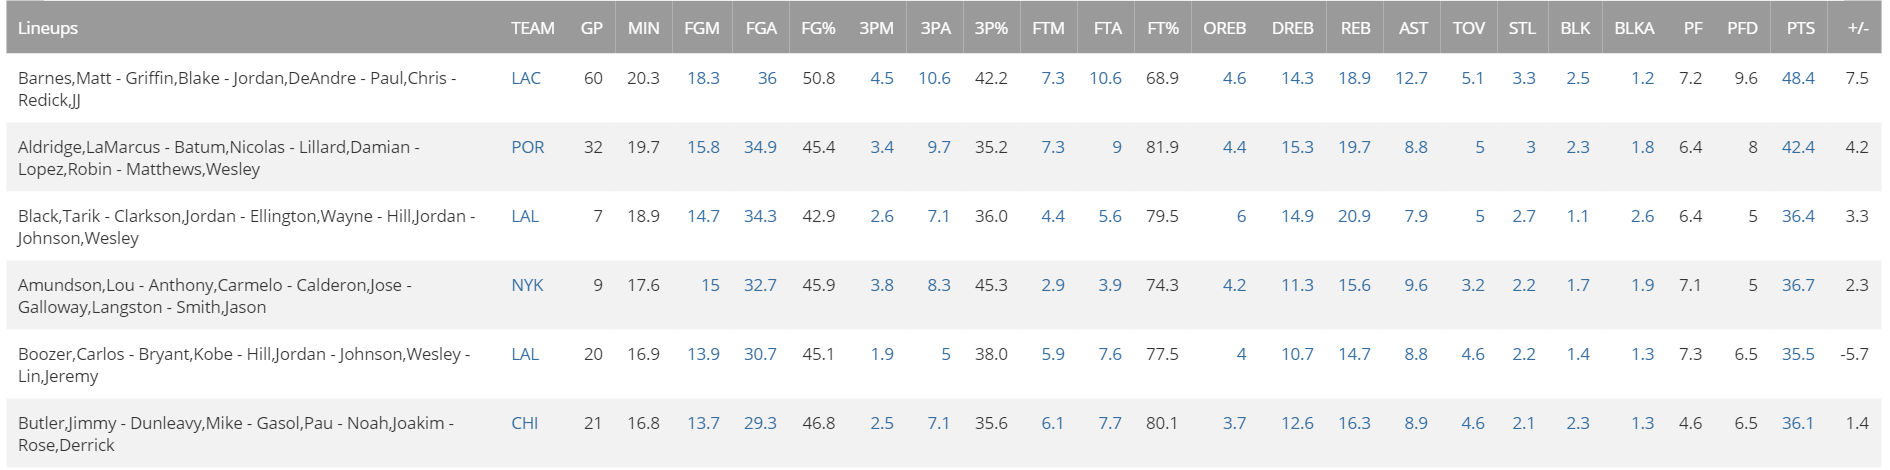 Lineups TEAM GP MIN FGM FGA FG% 3PM 3PA 3P% FTM FTA FT% OREB DREB REB AST TOV STL BLK BLKA PF PFD PTS +/-
Barnes,Matt - Griffin,Blake - Jordan,DeAndre - Paul,Chris - LAC 60 20.3 18.3 36 50.8 4.5 10.6 42.2 7.3 10.6 68.9 4.6 14.3 18.9 12.7 5.1 3.3 2.5 1.2 7.2 9.6 48.4 7.5
Redick,JJ
Aldridge,LaMarcus - Batum,Nicolas - Lillard,Damian - POR 32 19.7 15.8 34.9 45.4 3.4 9.7 35.2 7.3 9 81.9 4.4 15.3 19.7 8.8 5 3 2.3 1.8 6.4 8 42.4 4.2
Lopez,Robin - Matthews,Wesley
Black,Tarik - Clarkson,Jordan - Ellington,Wayne - Hill,Jordan - LAL 7 18.9 14.7 34.3 42.9 2.6 7.1 36.0 4.4 5.6 79.5 6 14.9 20.9 7.9 5 2.7 1.1 2.6 6.4 5 36.4 3.3
Johnson,Wesley
Amundson,Lou - Anthony,Carmelo - Calderon,Jose - NYK 9 17.6 15 32.7 45.9 3.8 8.3 45.3 2.9 3.9 74.3 4.2 11.3 15.6 9.6 3.2 2.2 1.7 1.9 7.1 5 36.7 2.3
Galloway,Langston - Smith,Jason
Boozer,Carlos - Bryant,Kobe - Hill,Jordan - Johnson,Wesley - LAL 20 16.9 13.9 30.7 45.1 1.9 5 38.0 5.9 7.6 77.5 4 10.7 14.7 8.8 4.6 2.2 1.4 1.3 7.3 6.5 35.5 -5.7
Lin,Jeremy
Butler,Jimmy - Dunleavy,Mike - Gasol,Pau - Noah,Joakim - CHI 21 16.8 13.7 29.3 46.8 2.5 7.1 35.6 6.1 7.7 80.1 3.7 12.6 16.3 8.9 4.6 2.1 2.3 1.3 4.6 6.5 36.1 1.4
Rose,Derrick